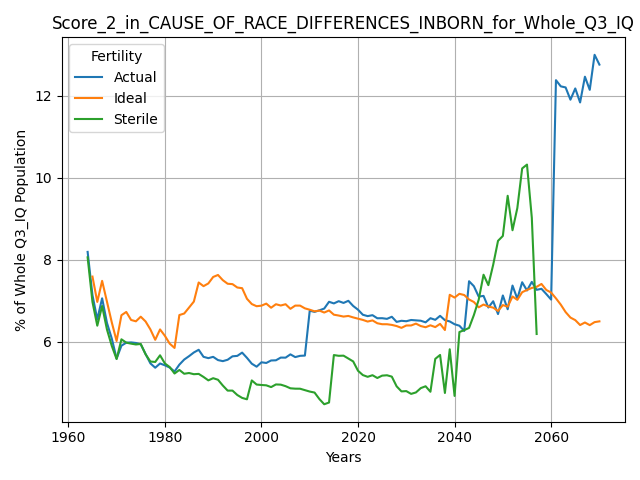 Score_2_in_CAUSE_OF_RACE_DIFFERENCES_INBORN_for_Whole_Q3_IQ
Fertility
Actual
Ideal
Sterile
% of Whole Q3_IQ Population
12
10
8
6
1960 1980 2000 2020 2040 2060
Years